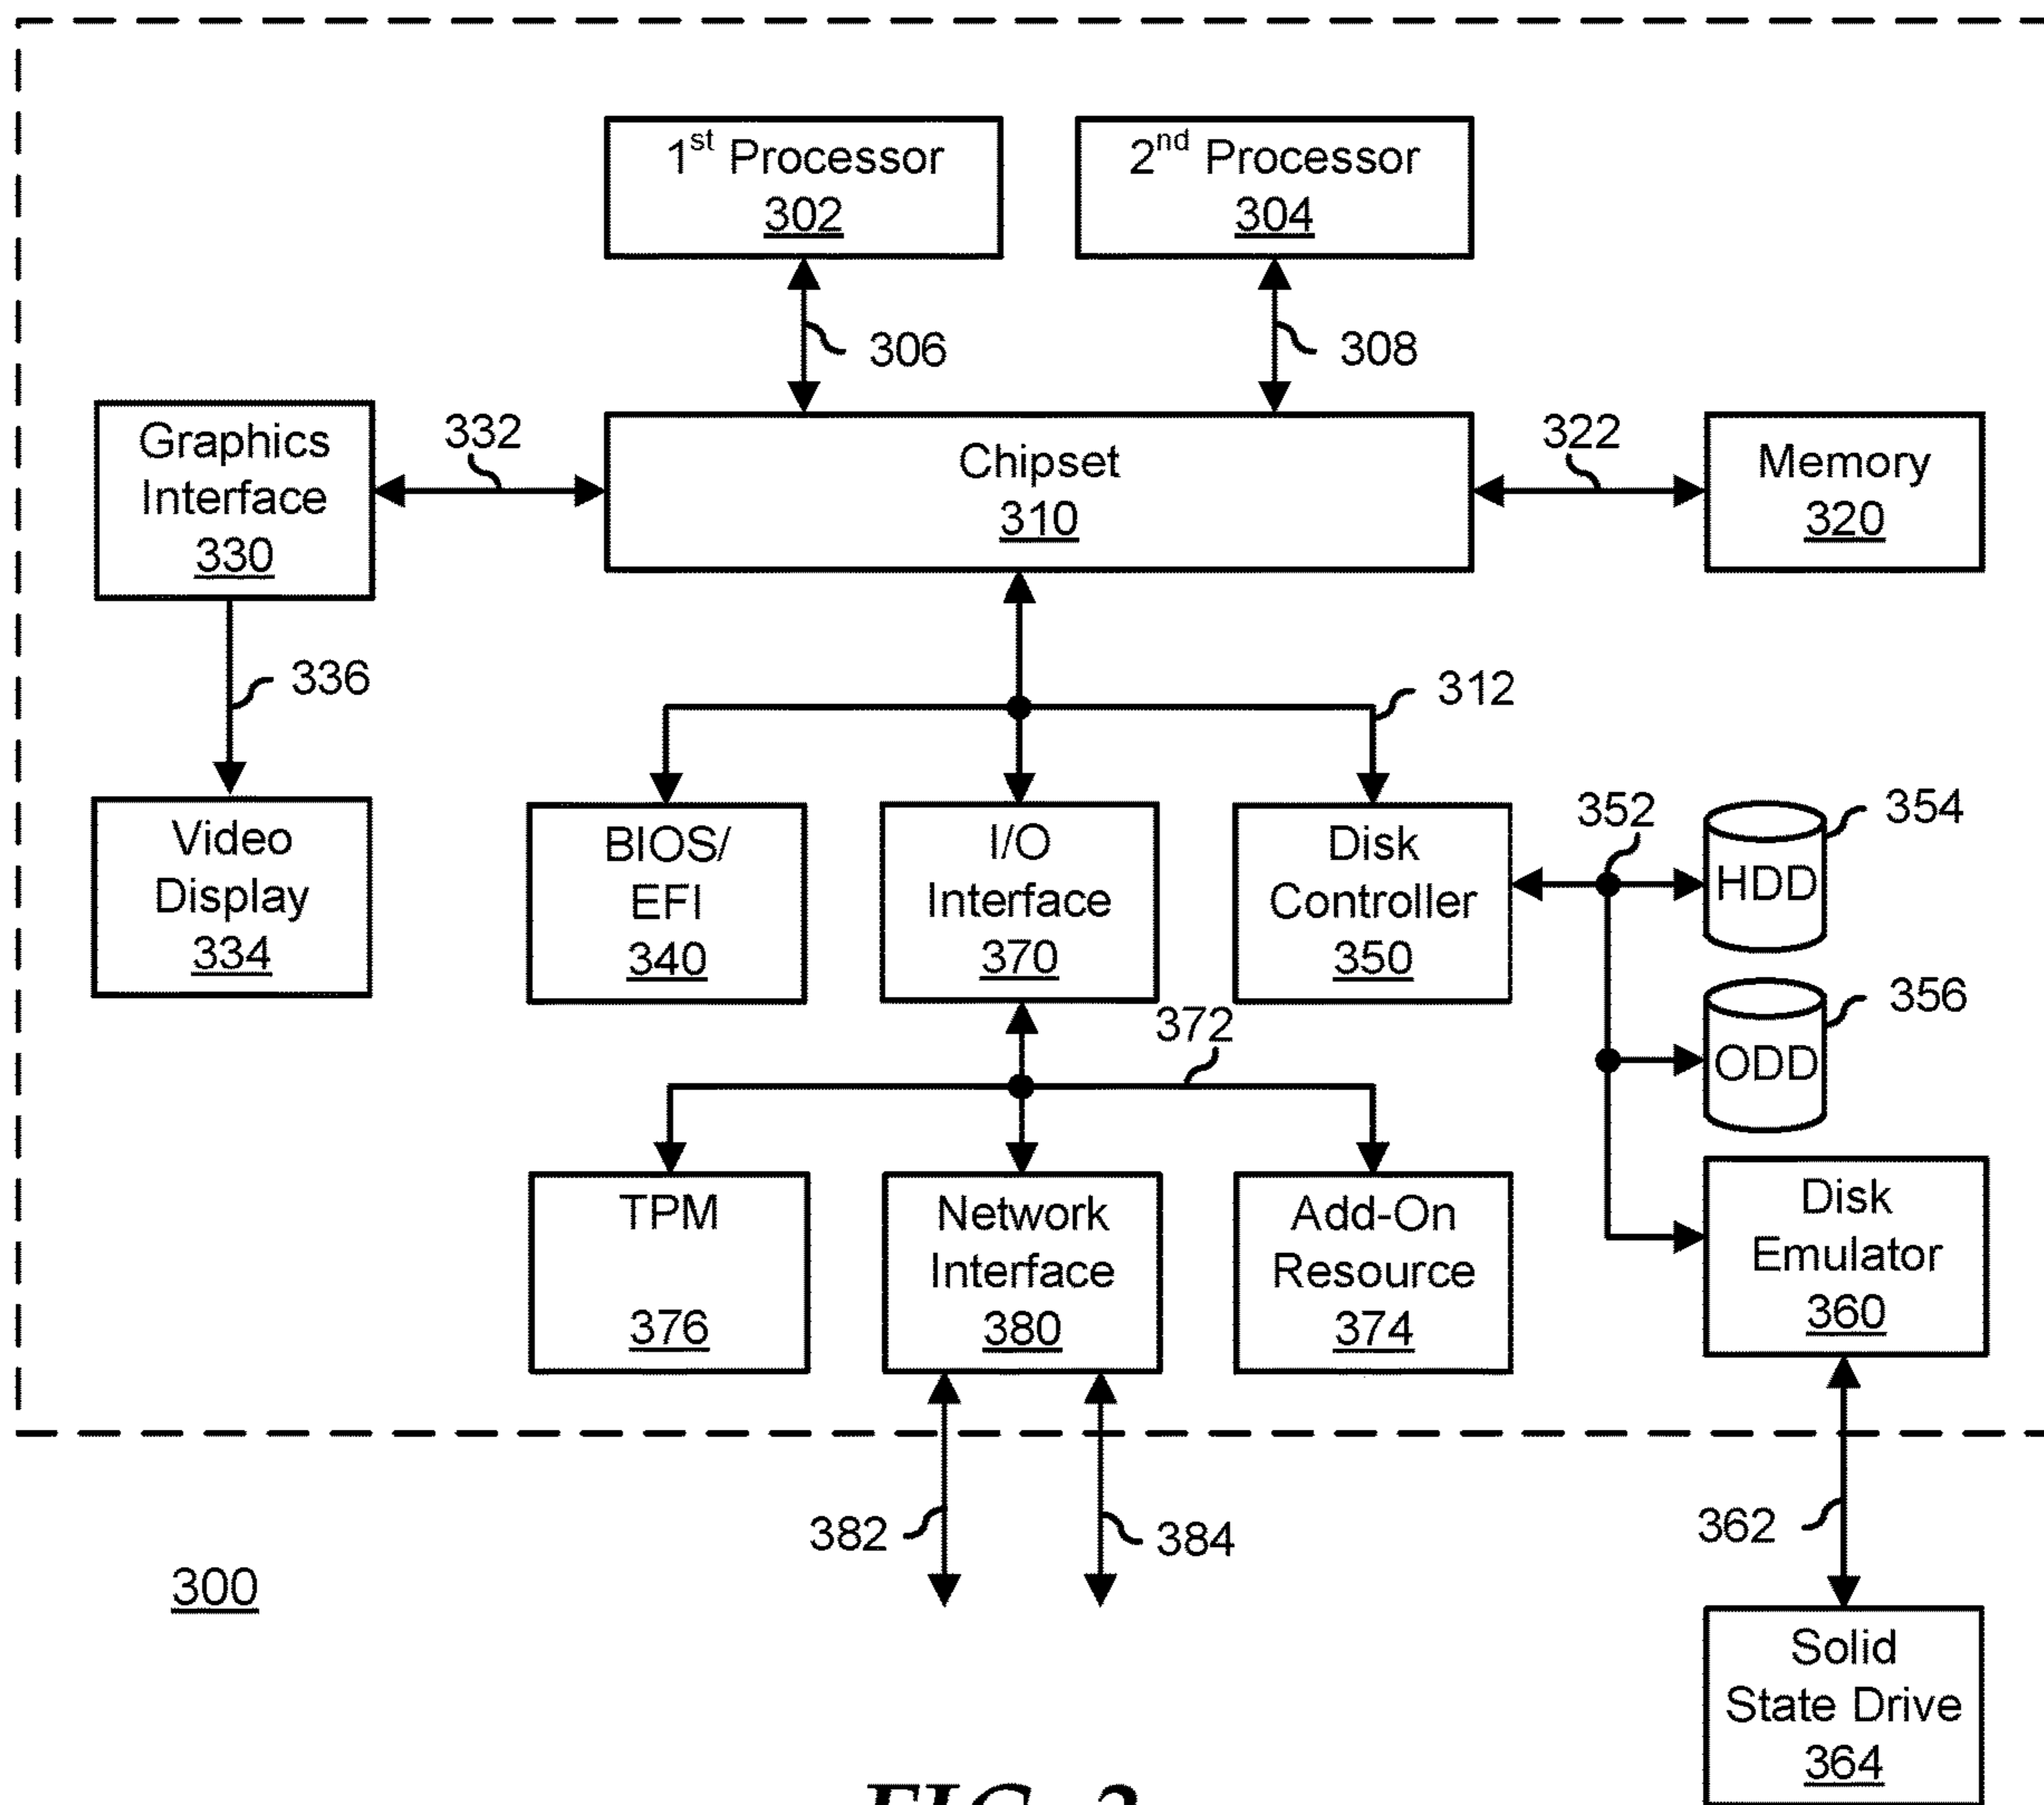 1st Processor
302
2nd Processor
304
306
308
Graphics
Interface
330
332
Chipset
310
322
Memory
320
336
312
Video
Display
334
BIOS/
EFI
340
I/O
Interface
370
Disk
Controller
350
352
354
HDD
356
ODD
372
TPM
376
Network
Interface
380
Add-On
Resource
374
Disk
Emulator
360
382
384
362
300
Solid
State Drive
364